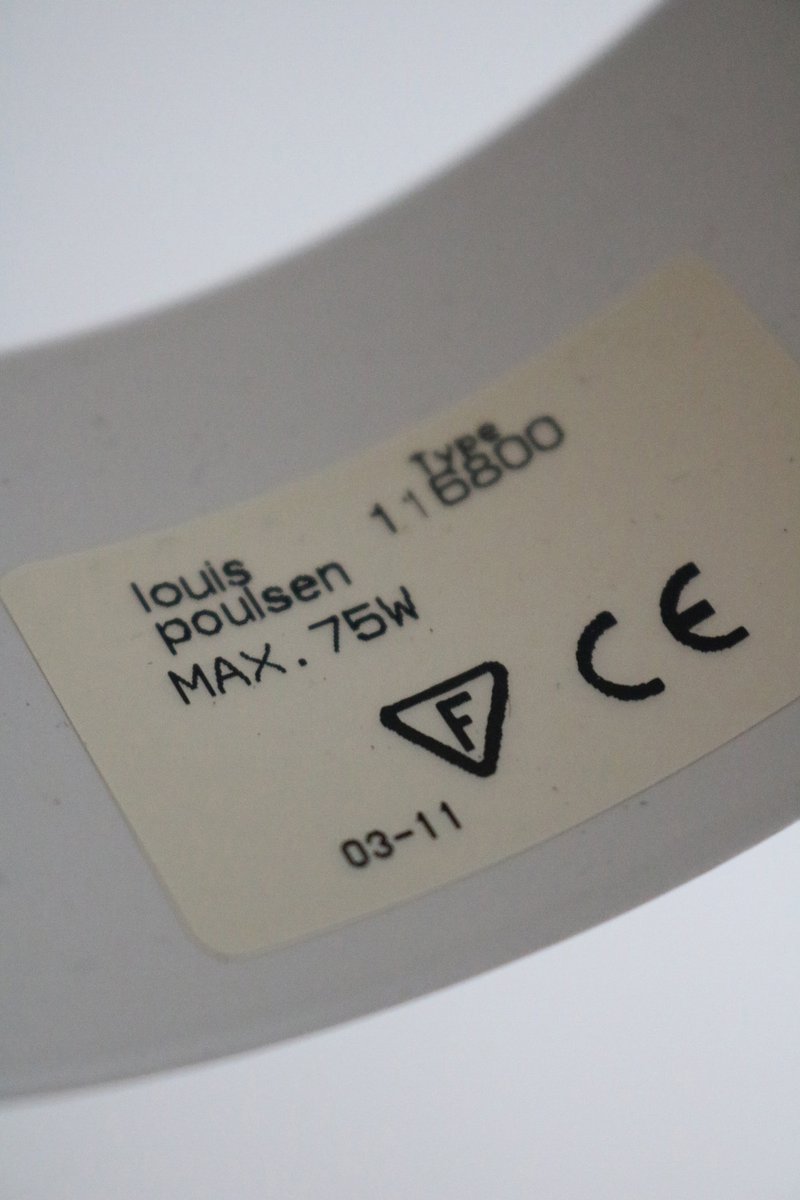 Type
116800
louis
poulsen
MAX. 75W
F
CE
03-11